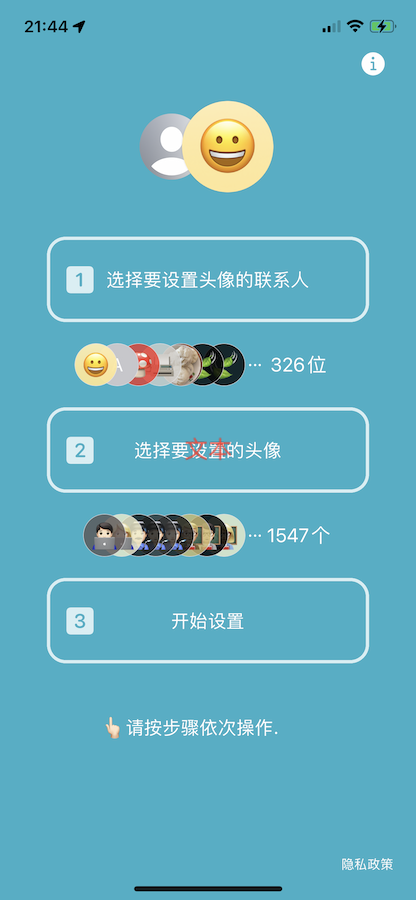 21:44
1 选择要设置头像的联系人
A
··· 326位
2 选择要设置的头像
文本
··· 1547个
3 开始设置
👆🏻请按步骤依次操作.
隐私政策